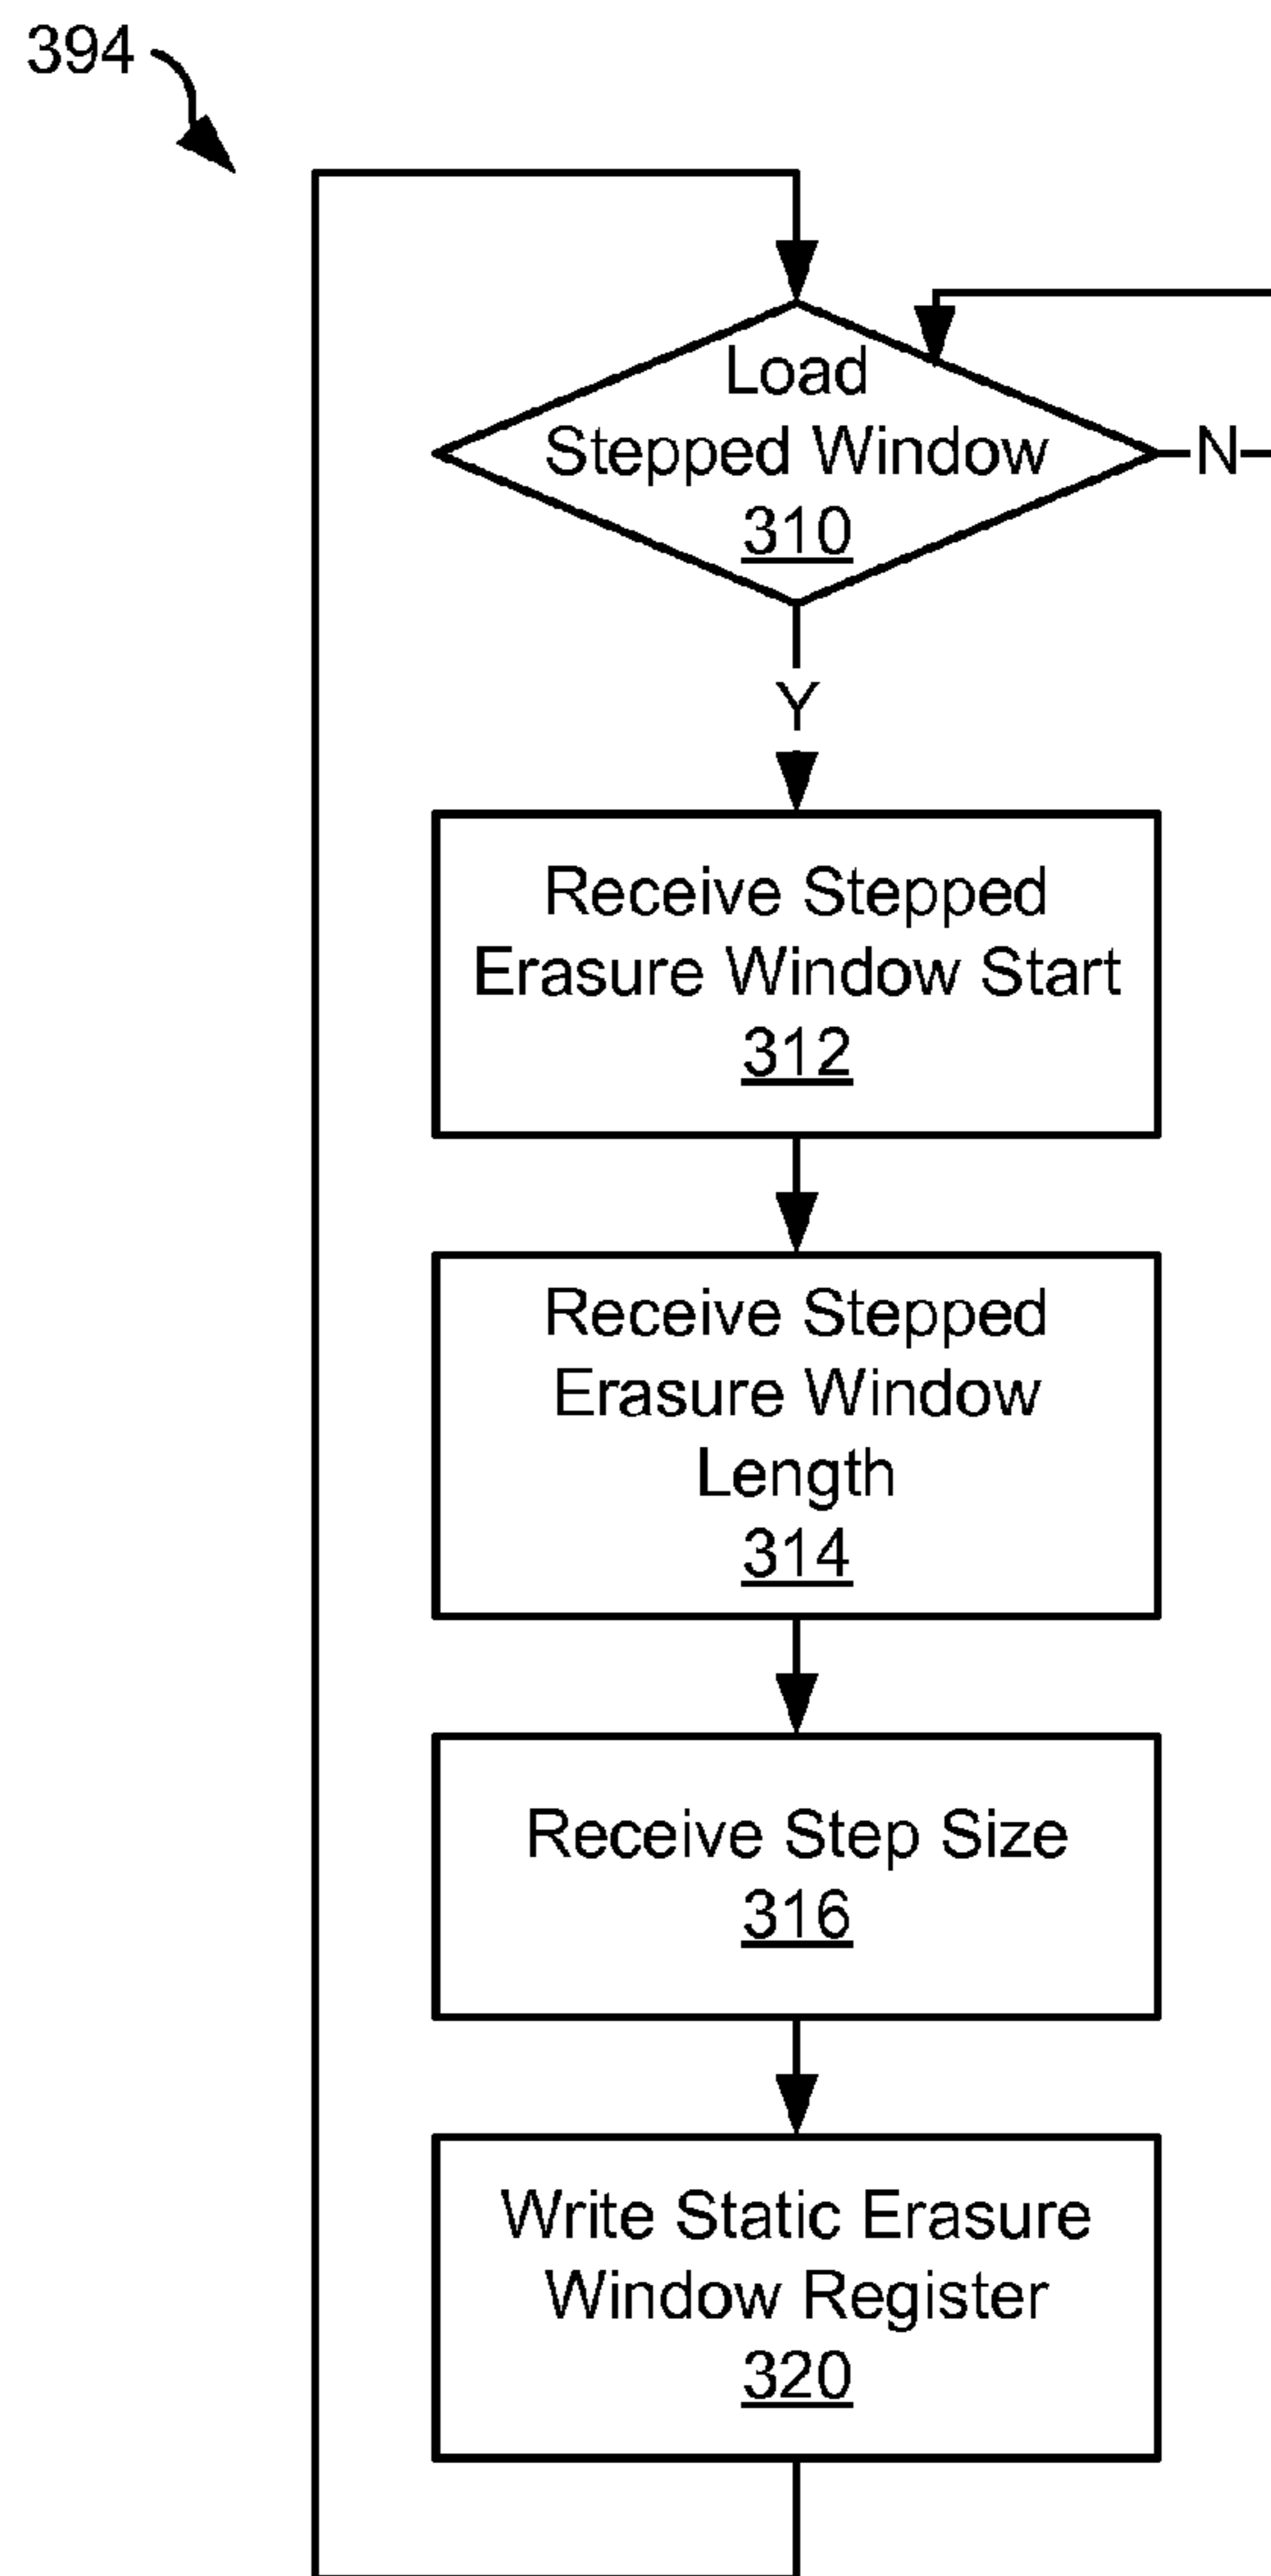 394
Load
Stepped Window
310
N
Y
Receive Stepped
Erasure Window Start
312
Receive Stepped
Erasure Window
Length
314
Receive Step Size
316
Write Static Erasure
Window Register
320